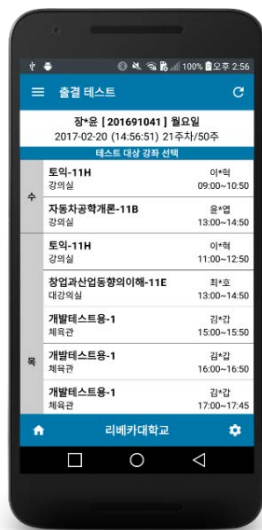 100% 오후 2:56
출결 테스트
장*윤 [ 201691041 ] 월요일
2017-02-20 (14:56:51) 21주차/50주
테스트 대상 강좌 선택
수
토익-11H 이*혁
강의실 09:00~10:50
자동차공학개론-11B 윤*엽
강의실 13:00~14:50
목
토익-11H 이*혁
강의실 11:00~12:50
창업과산업동향의이해-11E 최*호
대강의실 13:00~14:50
개발테스트용-1 김*갑
체육관 15:00~15:50
개발테스트용-1 김*갑
체육관 16:00~16:50
개발테스트용-1 김*갑
체육관 17:00~17:45
리베카대학교